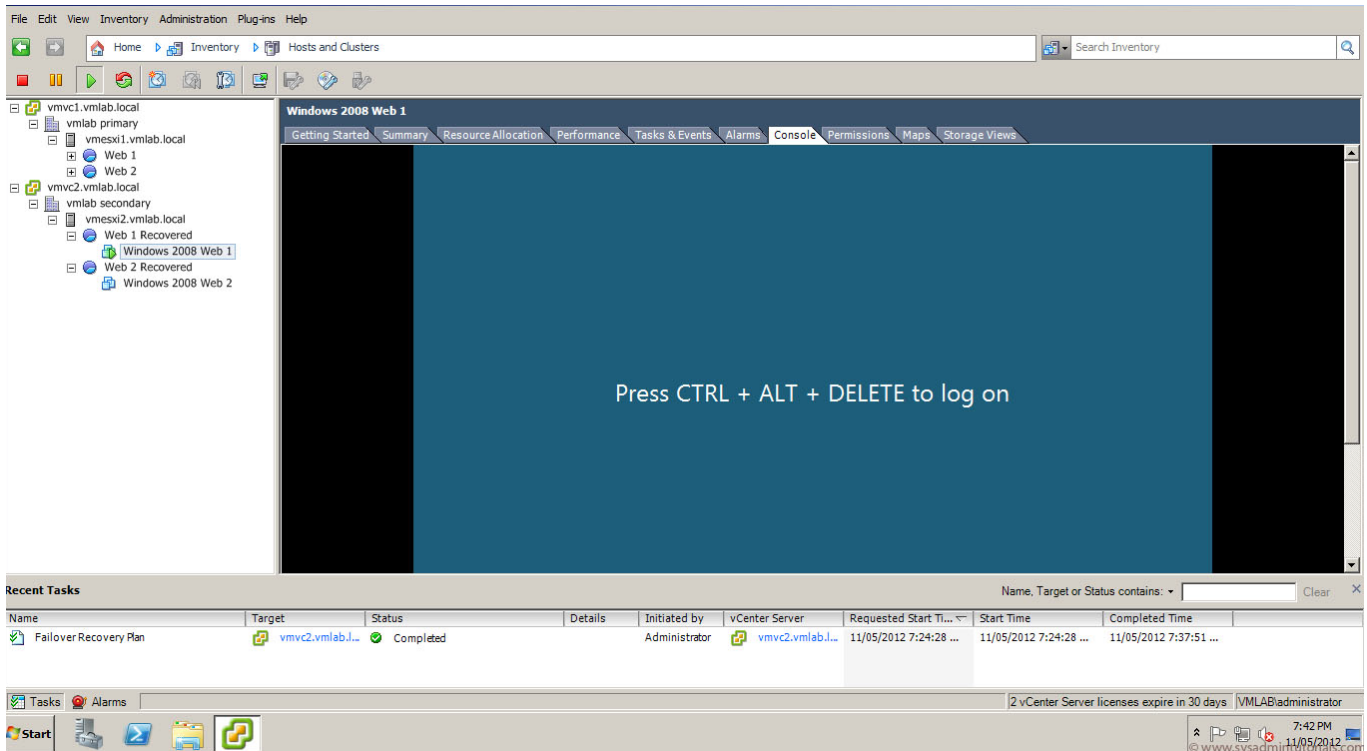 File Edit View Inventory Administration Plug-ins Help
Home Inventory Hosts and Clusters Search Inventory
vmvc1.vmlab.local
vmlab primary
vmesxi1.vmlab.local
Web 1
Web 2
vmvc2.vmlab.local
vmlab secondary
vmesxi2.vmlab.local
Web 1 Recovered
Windows 2008 Web 1
Web 2 Recovered
Windows 2008 Web 2
Windows 2008 Web 1
Getting Started Summary Resource Allocation Performance Tasks & Events Alarms Console Permissions Maps Storage Views
Press CTRL + ALT + DELETE to log on
Recent Tasks Name, Target or Status contains: Clear
Name Target Status Details Initiated by vCenter Server Requested Start Ti... Start Time Completed Time
Failover Recovery Plan vmvc2.vmlab.l... Completed Administrator vmvc2.vmlab.l... 11/05/2012 7:24:28 ... 11/05/2012 7:24:28 ... 11/05/2012 7:37:51 ...
Tasks Alarms 2 vCenter Server licenses expire in 30 days VMLAB\administrator
Start 7:42 PM
11/05/2012
© www.sysadmintutorials.com